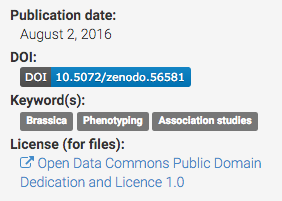 Publication date:
August 2, 2016
DOI:
DOI 10.5072/zenodo.56581
Keyword(s):
Brassica Phenotyping Association studies
License (for files):
Open Data Commons Public Domain
Dedication and Licence 1.0